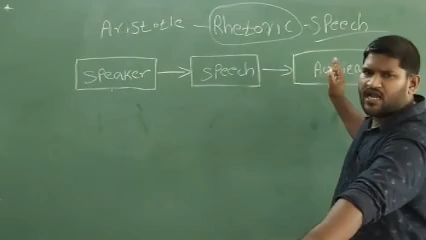 Aristotle – Rhetoric - Speech
Speaker → Speech →